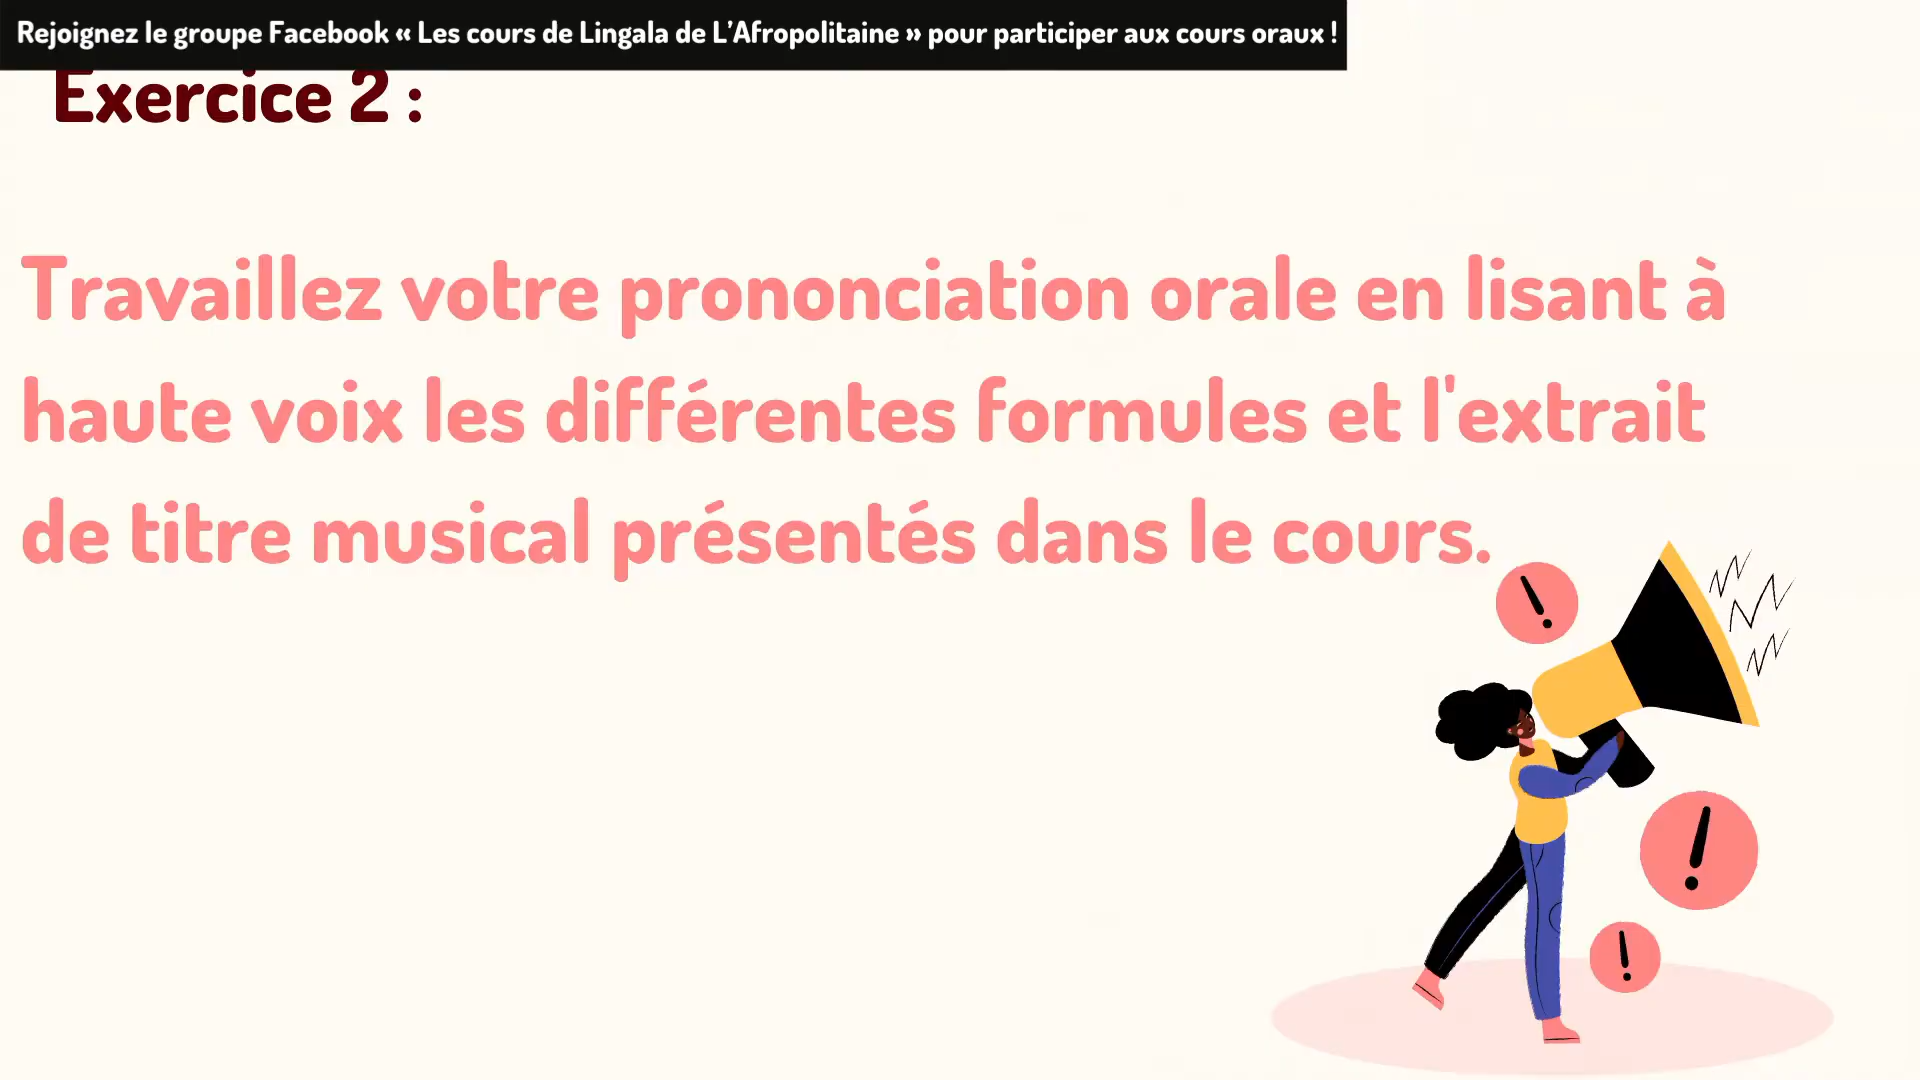 Rejoignez le groupe Facebook « Les cours de Lingala de L’Afropolitaine » pour participer aux cours oraux !
Exercice 2 :
Travaillez votre prononciation orale en lisant à
haute voix les différentes formules et l'extrait
de titre musical présentés dans le cours.